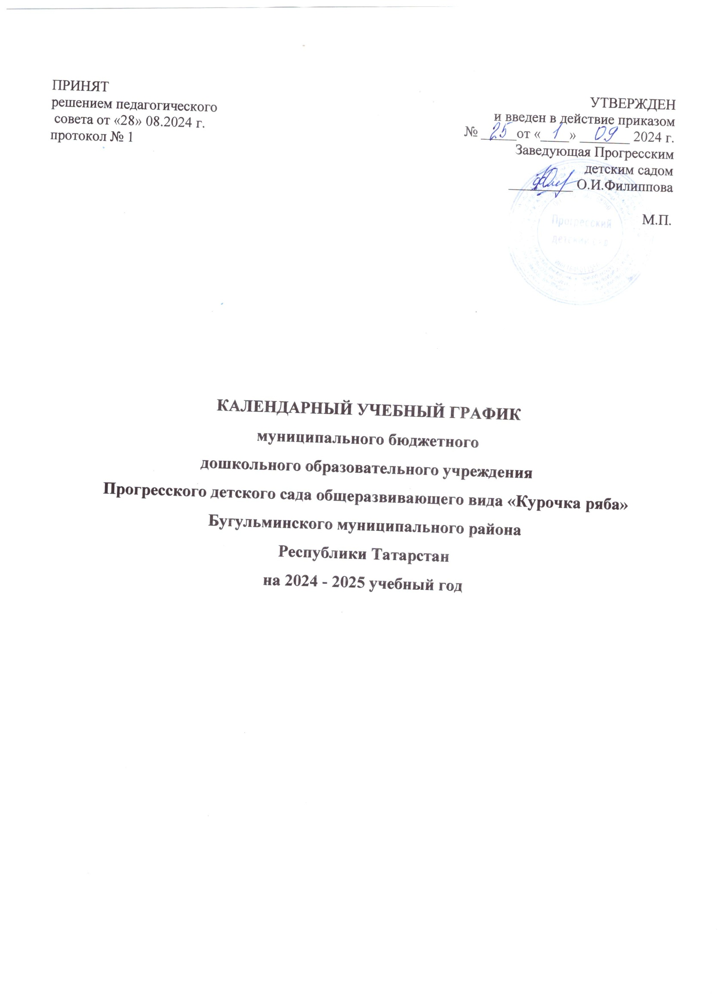 ПРИНЯТ
решением педагогического
совета от «28» 08.2024 г.
протокол № 1
УТВЕРЖДЕН
и введен в действие приказом
№ 25 от « 1 » 09 2024 г.
Заведующая Прогресским
детским садом
О.И.Филиппова
М.П.
Прогресский
детский сад
КАЛЕНДАРНЫЙ УЧЕБНЫЙ ГРАФИК
муниципального бюджетного
дошкольного образовательного учреждения
Прогресского детского сада общеразвивающего вида «Курочка ряба»
Бугульминского муниципального района
Республики Татарстан
на 2024 - 2025 учебный год